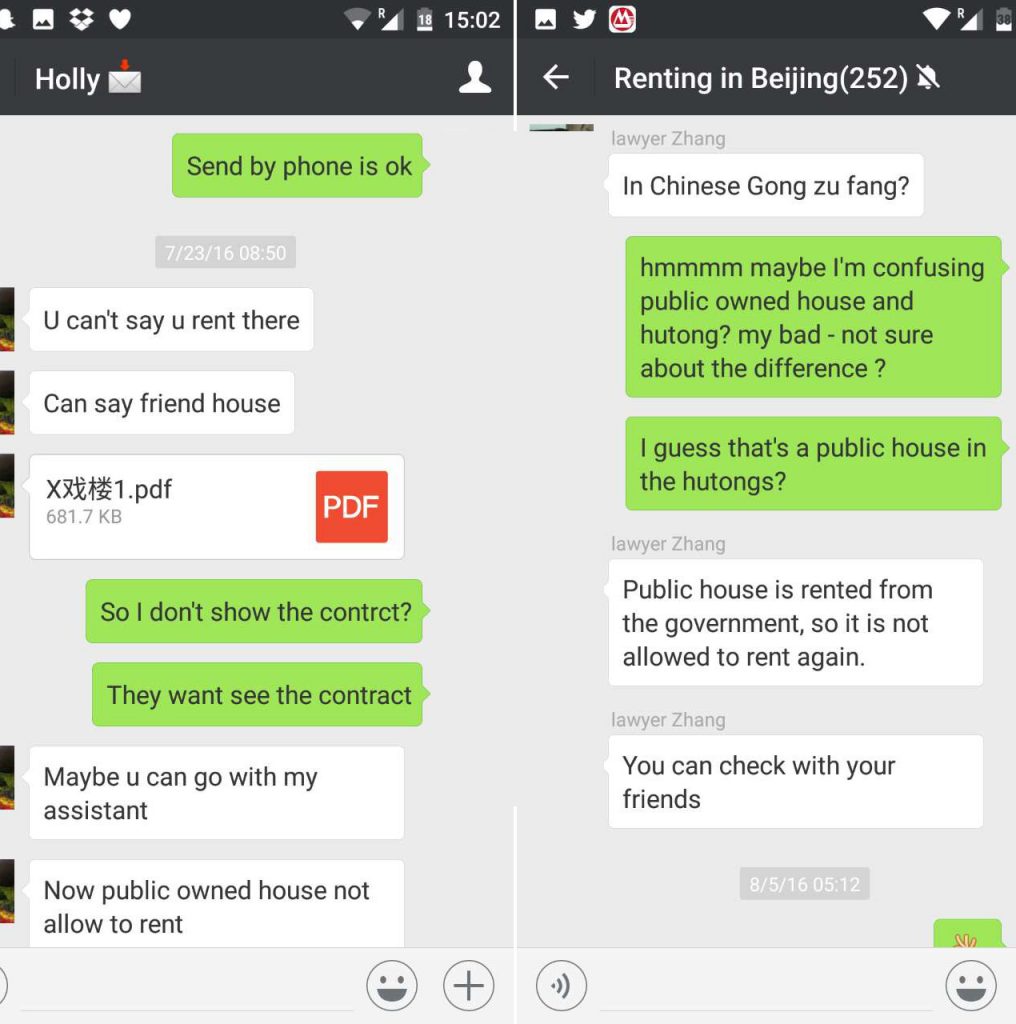 18 15:02
Holly
Send by phone is ok
7/23/16 08:50
U can't say u rent there
Can say friend house
X戏楼1.pdf
681.7 KB
PDF
So I don't show the contrct?
They want see the contract
Maybe u can go with my
assistant
Now public owned house not
allow to rent
R
38
Renting in Beijing(252)
lawyer Zhang
In Chinese Gong zu fang?
hmmmm maybe I'm confusing
public owned house and
hutong? my bad - not sure
about the difference ?
I guess that's a public house in
the hutongs?
lawyer Zhang
Public house is rented from
the government, so it is not
allowed to rent again.
lawyer Zhang
You can check with your
friends
8/5/16 05:12